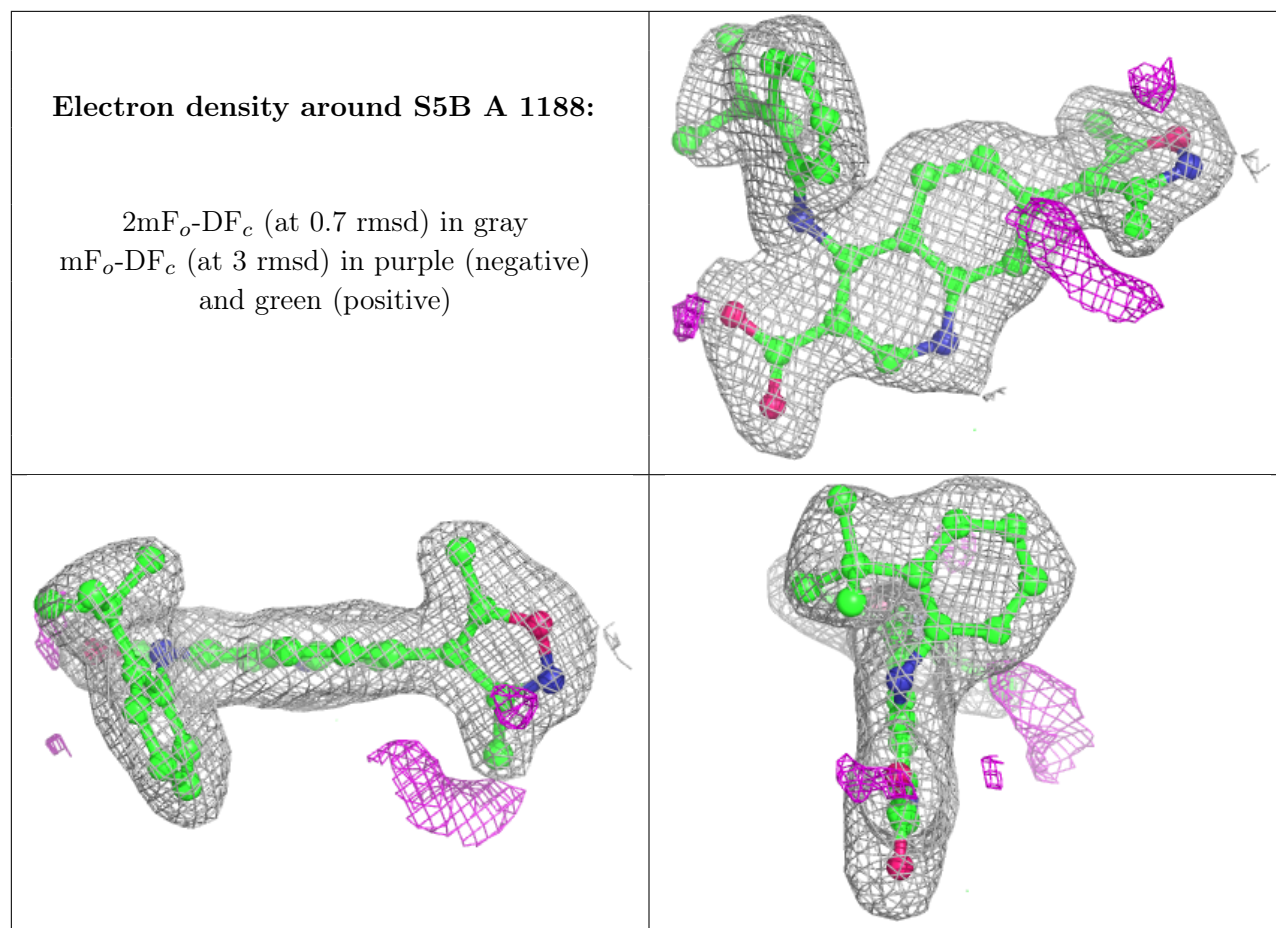 Electron density around S5B A 1188:
2mFo-DFc (at 0.7 rmsd) in gray
mFo-DFc (at 3 rmsd) in purple (negative)
and green (positive)